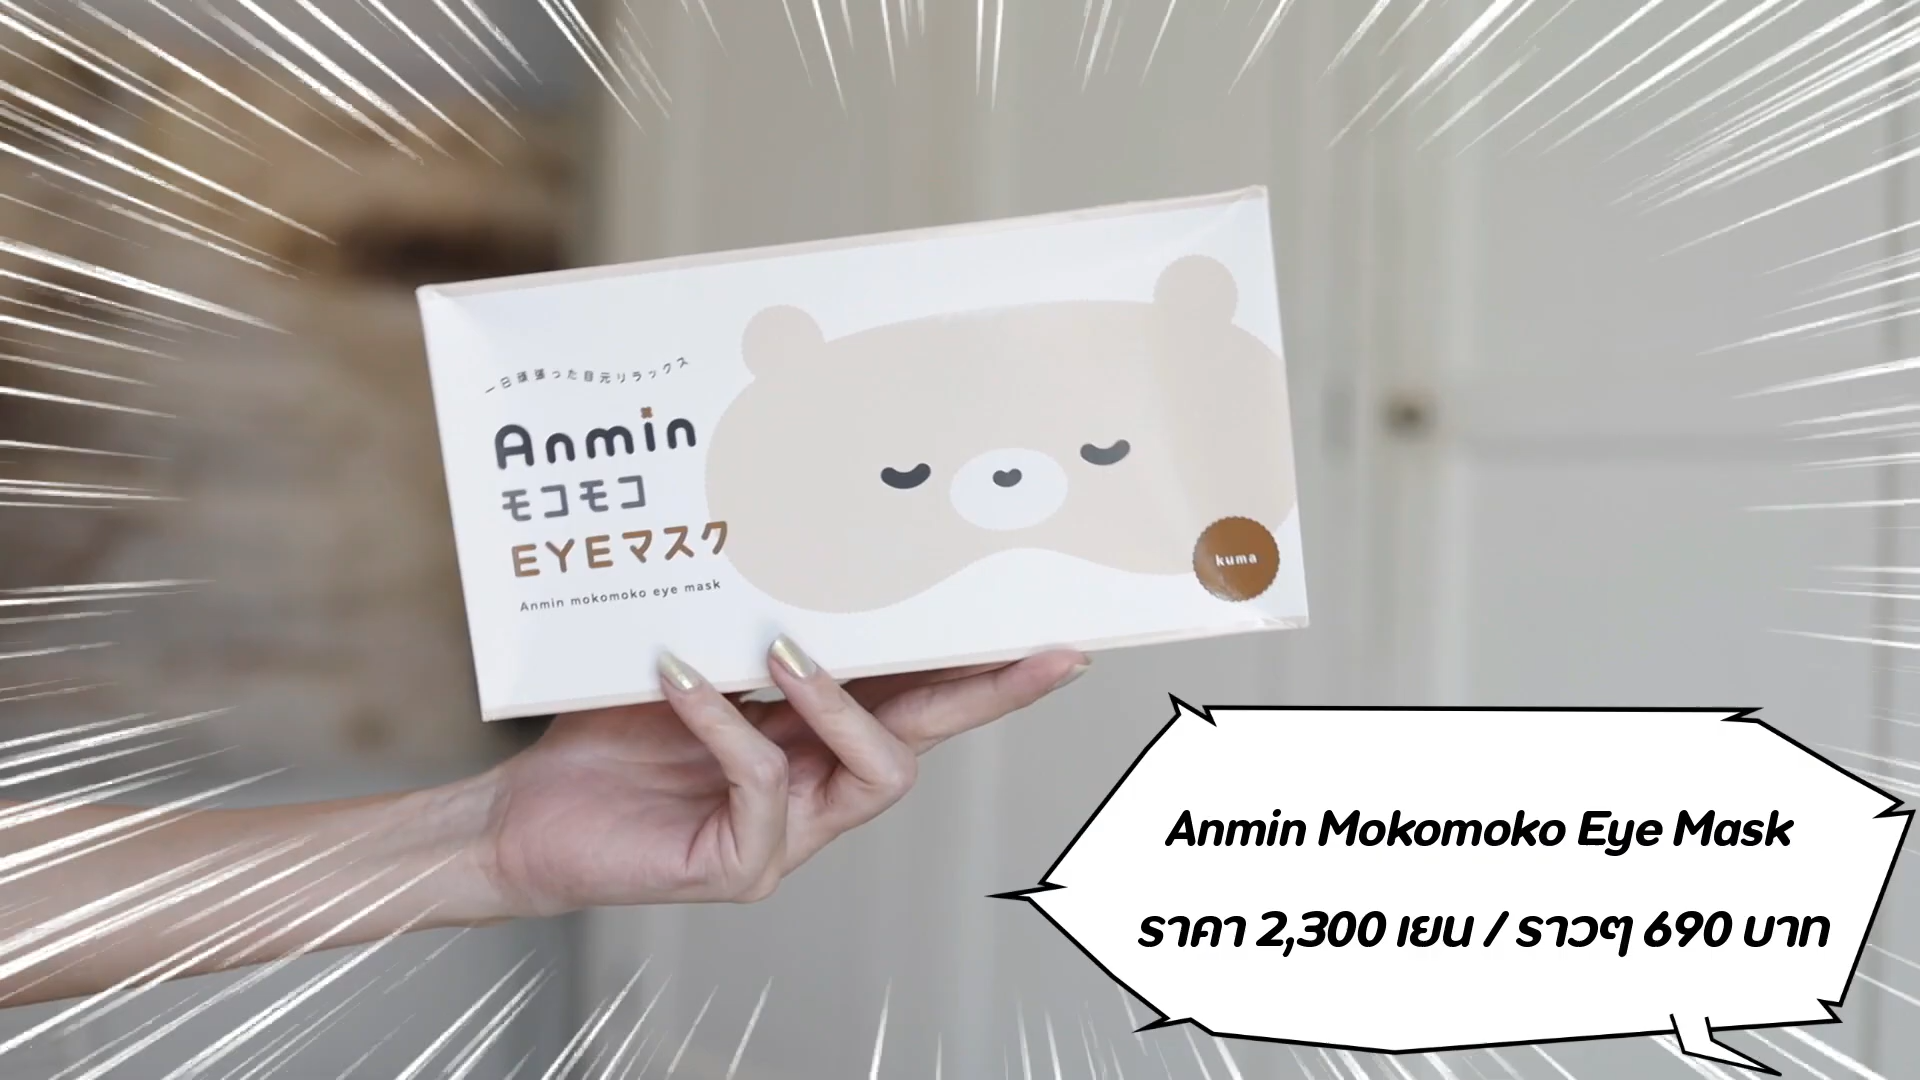 一日頑張った目元リラックス
Anmin
モコモコ
EYEマスク
Anmin mokomoko eye mask
kuma
Anmin Mokomoko Eye Mask
ราคา 2,300 เยน / ราวๆ 690 บาท